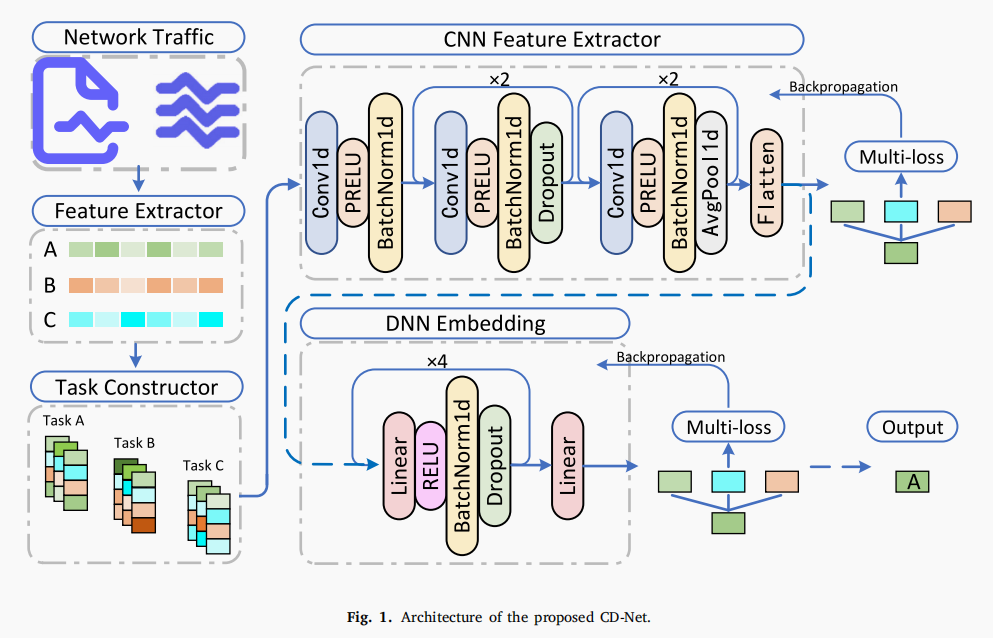 Network Traffic
Feature Extractor
A
B
C
Task Constructor
Task A
Task B
Task C
CNN Feature Extractor
×2
×2
Conv1d
PRELU
BatchNorm1d
Conv1d
PRELU
BatchNorm1d
Dropout
Conv1d
PRELU
BatchNorm1d
AvgPool1d
Flatten
Backpropagation
Multi-loss
DNN Embedding
×4
Linear
RELU
BatchNorm1d
Dropout
Linear
Backpropagation
Multi-loss
Output
A
Fig. 1. Architecture of the proposed CD-Net.